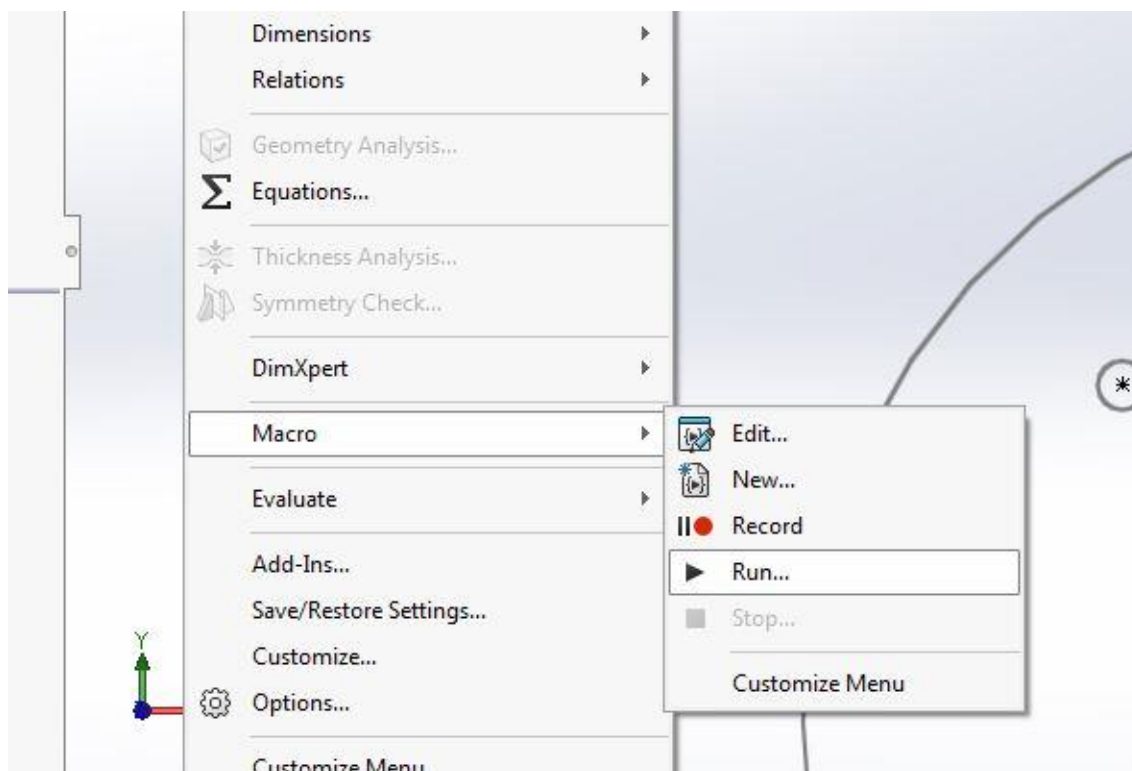 Dimensions
Relations
Geometry Analysis...
Equations...
Thickness Analysis...
Symmetry Check...
DimXpert
Macro
Edit...
New...
Record
Run...
Stop...
Customize Menu
Evaluate
Add-Ins...
Save/Restore Settings...
Customize...
Options...
Customize Menu
Y